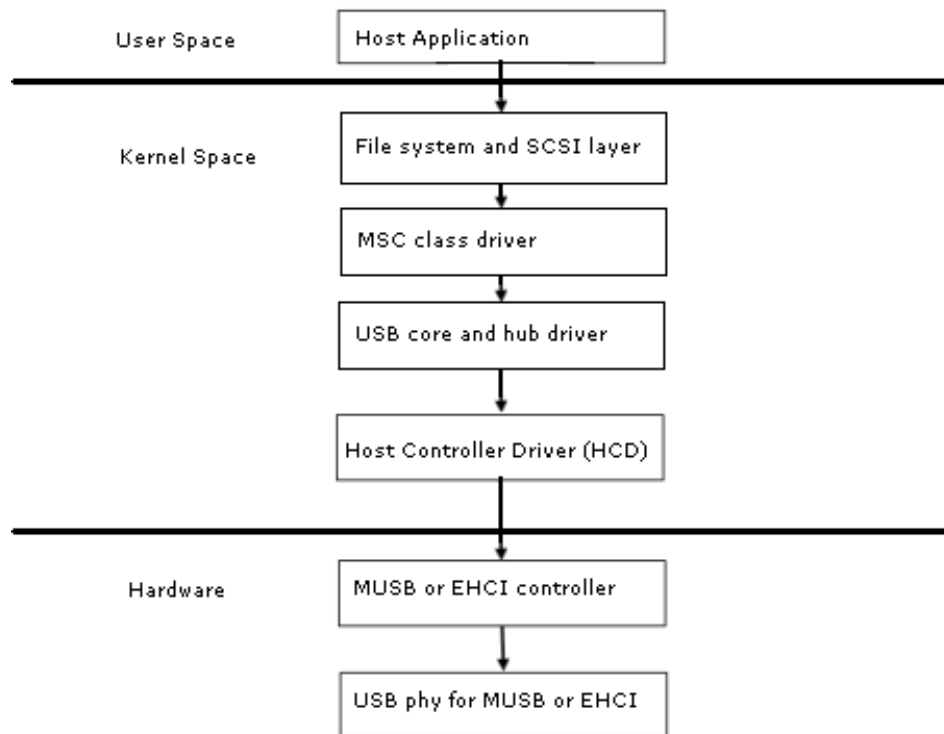 User Space
Host Application
Kernel Space
File system and SCSI layer
MSC class driver
USB core and hub driver
Host Controller Driver (HCD)
Hardware
MUSB or EHCI controller
USB phy for MUSB or EHCI